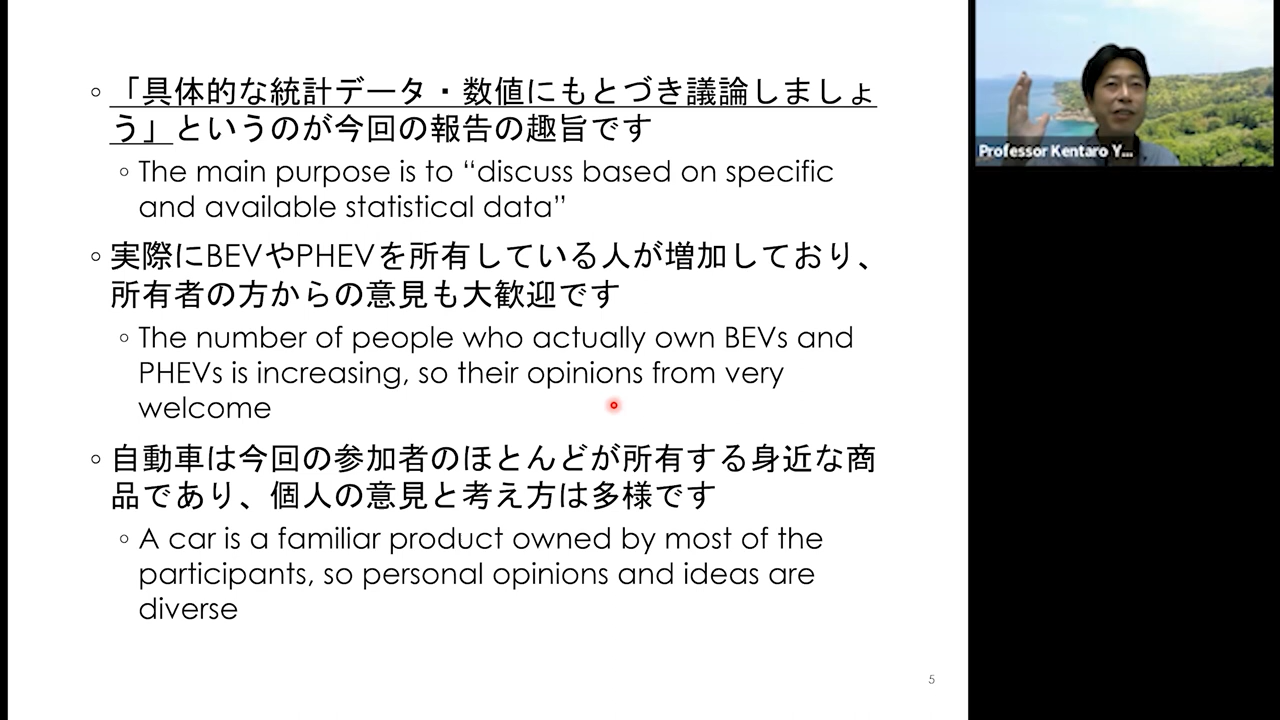 「具体的な統計データ・数値にもとづき議論しましょ
う」というのが今回の報告の趣旨です
The main purpose is to “discuss based on specific
and available statistical data”
実際にBEVやPHEVを所有している人が増加しており、
所有者の方からの意見も大歓迎です
The number of people who actually own BEVs and
PHEVs is increasing, so their opinions from very
welcome
自動車は今回の参加者のほとんどが所有する身近な商
品であり、個人の意見と考え方は多様です
A car is a familiar product owned by most of the
participants, so personal opinions and ideas are
diverse
5
Professor Kentaro Y...